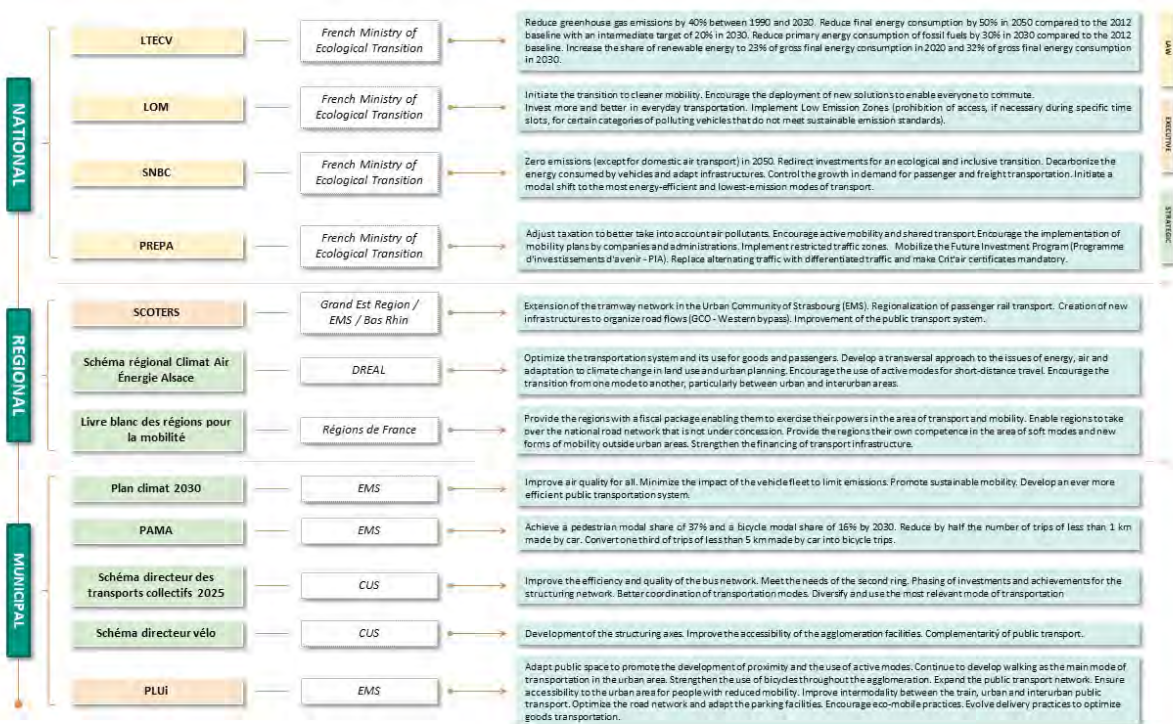 NATIONAL
LTECV
French Ministry of
Ecological Transition
Reduce greenhouse gas emissions by 40% between 1990 and 2030. Reduce final energy consumption by 50% in 2050 compared to the 2012
baseline with an intermediate target of 20% in 2030. Reduce primary energy consumption of fossil fuels by 30% in 2030 compared to the 2012
baseline. Increase the share of renewable energy to 23% of gross final energy consumption in 2020 and 32% of gross final energy consumption
in 2030.
LOM
French Ministry of
Ecological Transition
Initiate the transition to cleaner mobility. Encourage the deployment of new solutions to enable everyone to commute.
Invest more and better in everyday transportation. Implement Low Emission Zones (prohibition of access, if necessary during specific time
slots, for certain categories of polluting vehicles that do not meet sustainable emission standards).
SNBC
French Ministry of
Ecological Transition
Zero emissions (except for domestic air transport) in 2050. Redirect investments for an ecological and inclusive transition. Decarbonize the
energy consumed by vehicles and adapt infrastructures. Control the growth in demand for passenger and freight transportation. Initiate a
modal shift to the most energy-efficient and lowest-emission modes of transport.
PREPA
French Ministry of
Ecological Transition
Adjust taxation to better take into account air pollutants. Encourage active mobility and shared transport Encourage the implementation of
mobility plans by companies and administrations. Implement restricted traffic zones. Mobilize the Future Investment Program (Programme
d'investissements d'avenir - PIA). Replace alternating traffic with differentiated traffic and make Crit'air certificates mandatory.
LAW
EXECUTIVE
STRATEGIC
REGIONAL
SCOTERS
Grand Est Region /
EMS / Bas Rhin
Extension of the tramway network in the Urban Community of Strasbourg (EMS). Regionalization of passenger rail transport. Creation of new
infrastructures to organize road flows (GCO - Western bypass). Improvement of the public transport system.
Schéma régional Climat Air
Énergie Alsace
DREAL
Optimize the transportation system and its use for goods and passengers. Develop a transversal approach to the issues of energy, air and
adaptation to climate change in land use and urban planning. Encourage the use of active modes for short-distance travel. Encourage the
transition from one mode to another, particularly between urban and interurban areas.
Livre blanc des régions pour
la mobilité
Régions de France
Provide the regions with a fiscal package enabling them to exercise their powers in the area of transport and mobility. Enable regions to take
over the national road network that is not under concession. Provide the regions their own competence in the area of soft modes and new
forms of mobility outside urban areas. Strengthen the financing of transport infrastructure.
MUNICIPAL
Plan climat 2030
EMS
Improve air quality for all. Minimize the impact of the vehicle fleet to limit emissions. Promote sustainable mobility. Develop an ever more
efficient public transportation system.
PAMA
EMS
Achieve a pedestrian modal share of 37% and a bicycle modal share of 16% by 2030. Reduce by half the number of trips of less than 1 km
made by car. Convert one third of trips of less than 5 km made by car into bicycle trips.
Schéma directeur des
transports collectifs 2025
CUS
Improve the efficiency and quality of the bus network. Meet the needs of the second ring. Phasing of investments and achievements for the
structuring network. Better coordination of transportation modes. Diversify and use the most relevant mode of transportation
Schéma directeur vélo
CUS
Development of the structuring axes. Improve the accessibility of the agglomeration facilities. Complementarity of public transport.
PLUi
EMS
Adapt public space to promote the development of proximity and the use of active modes. Continue to develop walking as the main mode of
transportation in the urban area. Strengthen the use of bicycles throughout the agglomeration. Expand the public transport network. Ensure
accessibility to the urban area for people with reduced mobility. Improve intermodality between the train, urban and interurban public
transport. Optimize the road network and adapt the parking facilities. Encourage eco-mobile practices. Evolve delivery practices to optimize
goods transportation.